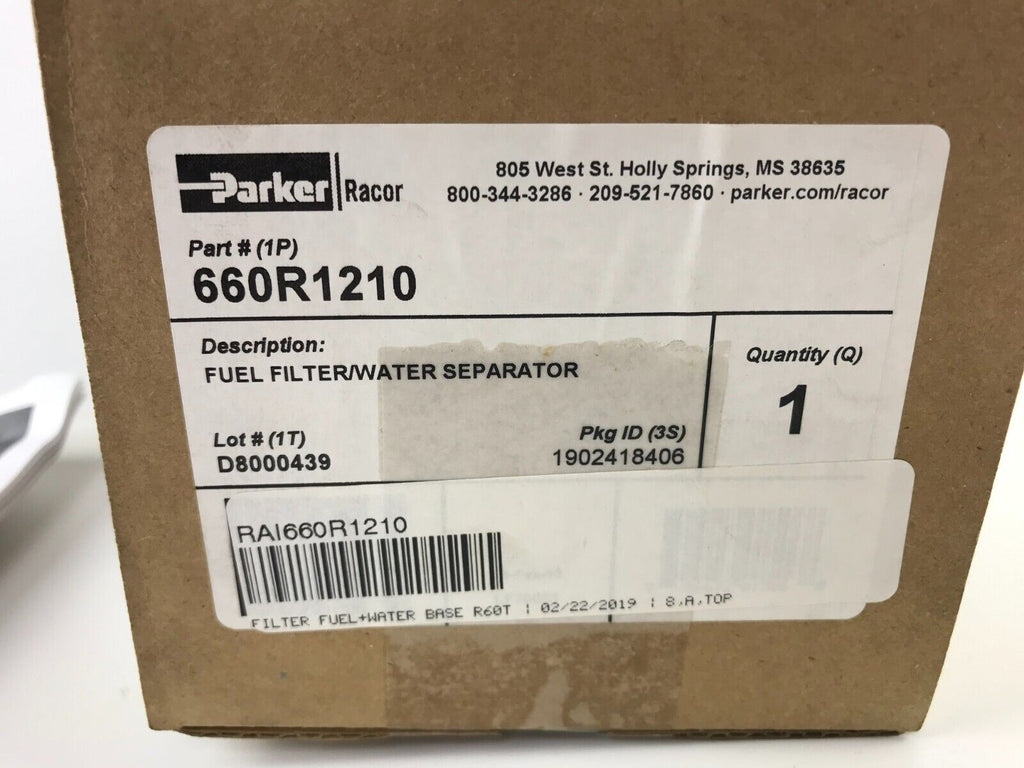 Parker Racor
805 West St. Holly Springs, MS 38635
800-344-3286 · 209-521-7860 · parker.com/racor
Part # (1P)
660R1210
Description:
FUEL FILTER/WATER SEPARATOR
Quantity (Q)
1
Lot # (1T)
D8000439
Pkg ID (3S)
1902418406
RAI660R1210
FILTER FUEL+WATER BASE R60T | 02/22/2019 | 8,A,TOP